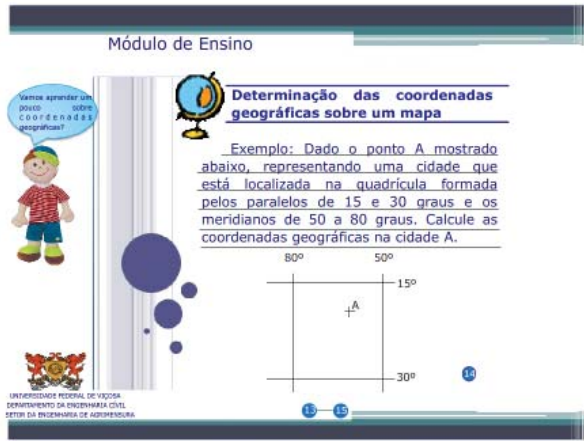 Módulo de Ensino
Vamos aprender um
pouco sobre
coordenadas
geográficas?
Determinação das coordenadas
geográficas sobre um mapa
Exemplo: Dado o ponto A mostrado
abaixo, representando uma cidade que
está localizada na quadrícula formada
pelos paralelos de 15 e 30 graus e os
meridianos de 50 a 80 graus. Calcule as
coordenadas geográficas na cidade A.
80º 50º
15º
A
30º
14
13 15
UNIVERSIDADE FEDERAL DE VIÇOSA
DEPARTAMENTO DA ENGENHARIA CÍVIL
SETOR DA ENGENHARIA DE AGRIMENSURA